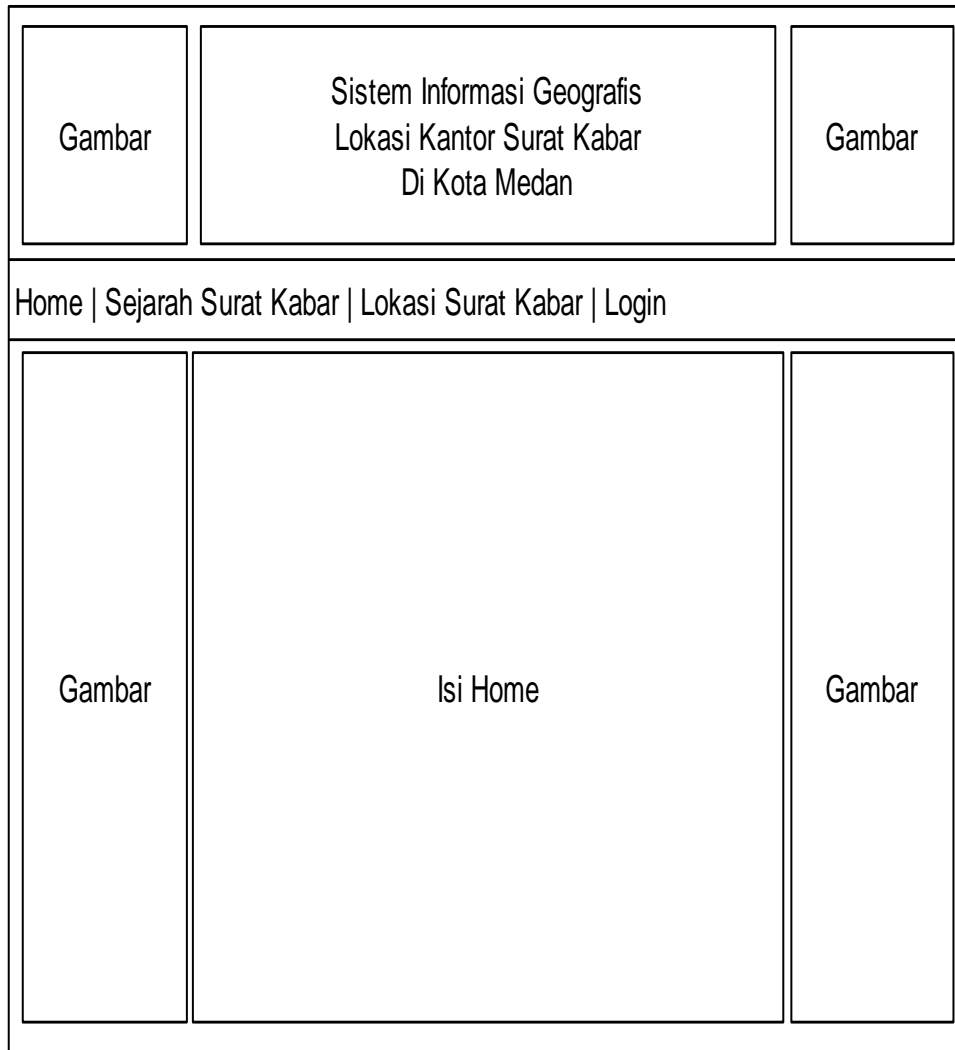 Gambar
Sistem Informasi Geografis
Lokasi Kantor Surat Kabar
Di Kota Medan
Gambar
Home | Sejarah Surat Kabar | Lokasi Surat Kabar | Login
Gambar
Isi Home
Gambar